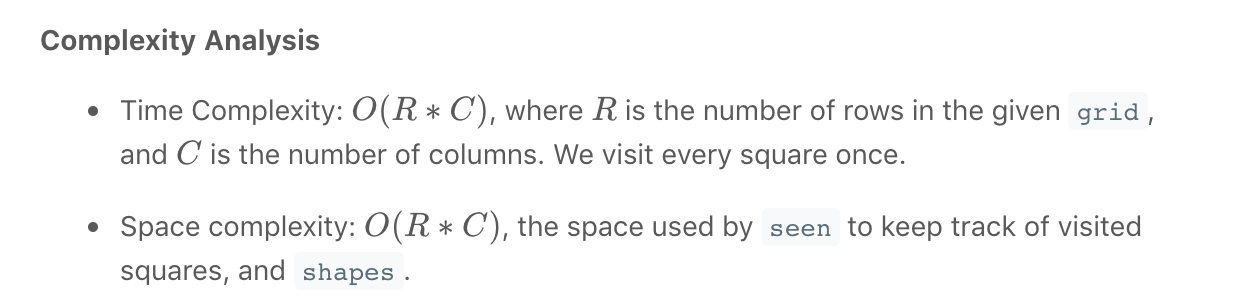 Complexity Analysis
• Time Complexity: O(R * C), where R is the number of rows in the given grid,
and C is the number of columns. We visit every square once.
• Space complexity: O(R * C), the space used by seen to keep track of visited
squares, and shapes.